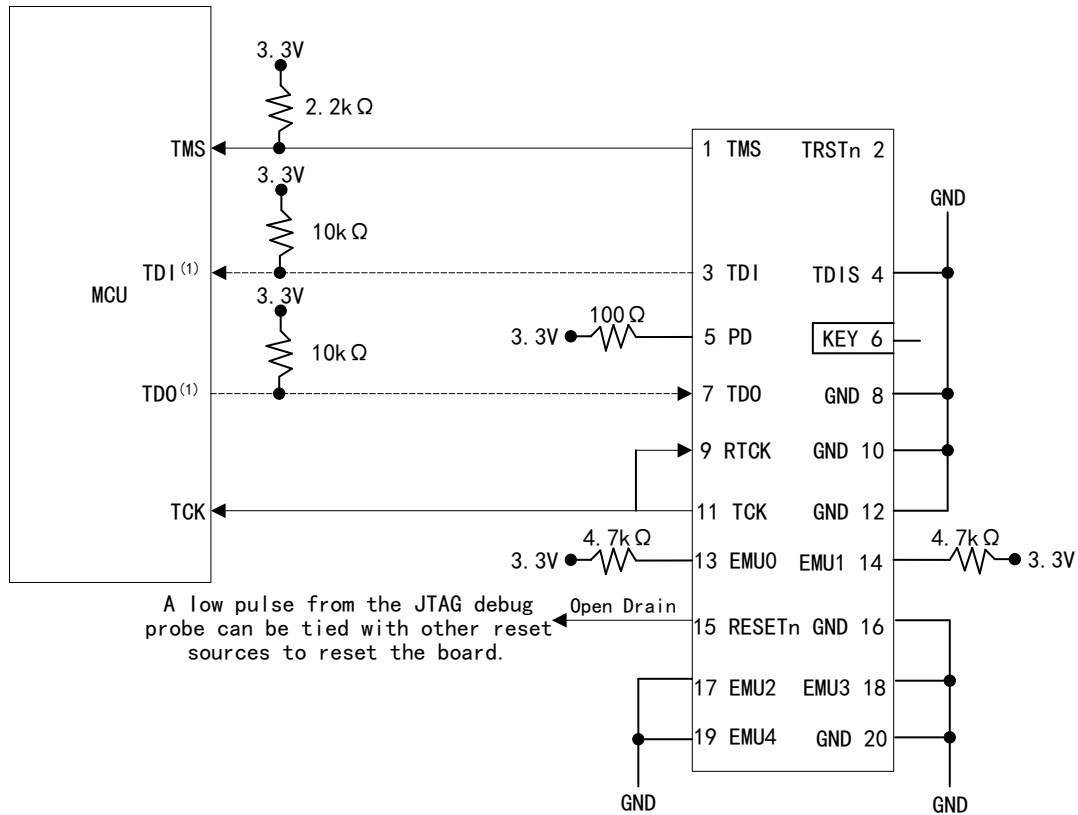 3.3V
2.2kΩ
TMS
1 TMS
TRSTn 2
3.3V
GND
10kΩ
TDI(1)
3 TDI
TDIS 4
MCU
3.3V
100Ω
3.3V
5 PD
KEY 6
10kΩ
TDO(1)
7 TDO
GND 8
9 RTCK
GND 10
TCK
11 TCK
GND 12
4.7kΩ
4.7kΩ
3.3V
13 EMU0
EMU1 14
3.3V
A low pulse from the JTAG debug
probe can be tied with other reset
sources to reset the board.
Open Drain
15 RESETn
GND 16
17 EMU2
EMU3 18
19 EMU4
GND 20
GND
GND